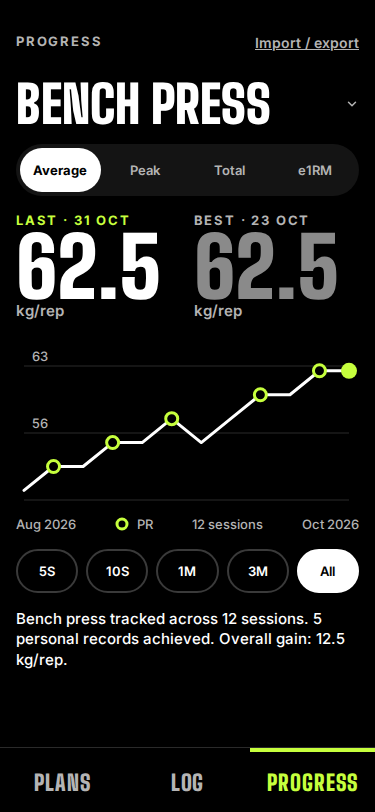 PROGRESS
Import / export
BENCH PRESS
Average Peak Total e1RM
LAST · 31 OCT
62.5
kg/rep
BEST · 23 OCT
62.5
kg/rep
63
56
Aug 2026 PR 12 sessions Oct 2026
5S 10S 1M 3M All
Bench press tracked across 12 sessions. 5
personal records achieved. Overall gain: 12.5
kg/rep.
PLANS LOG PROGRESS